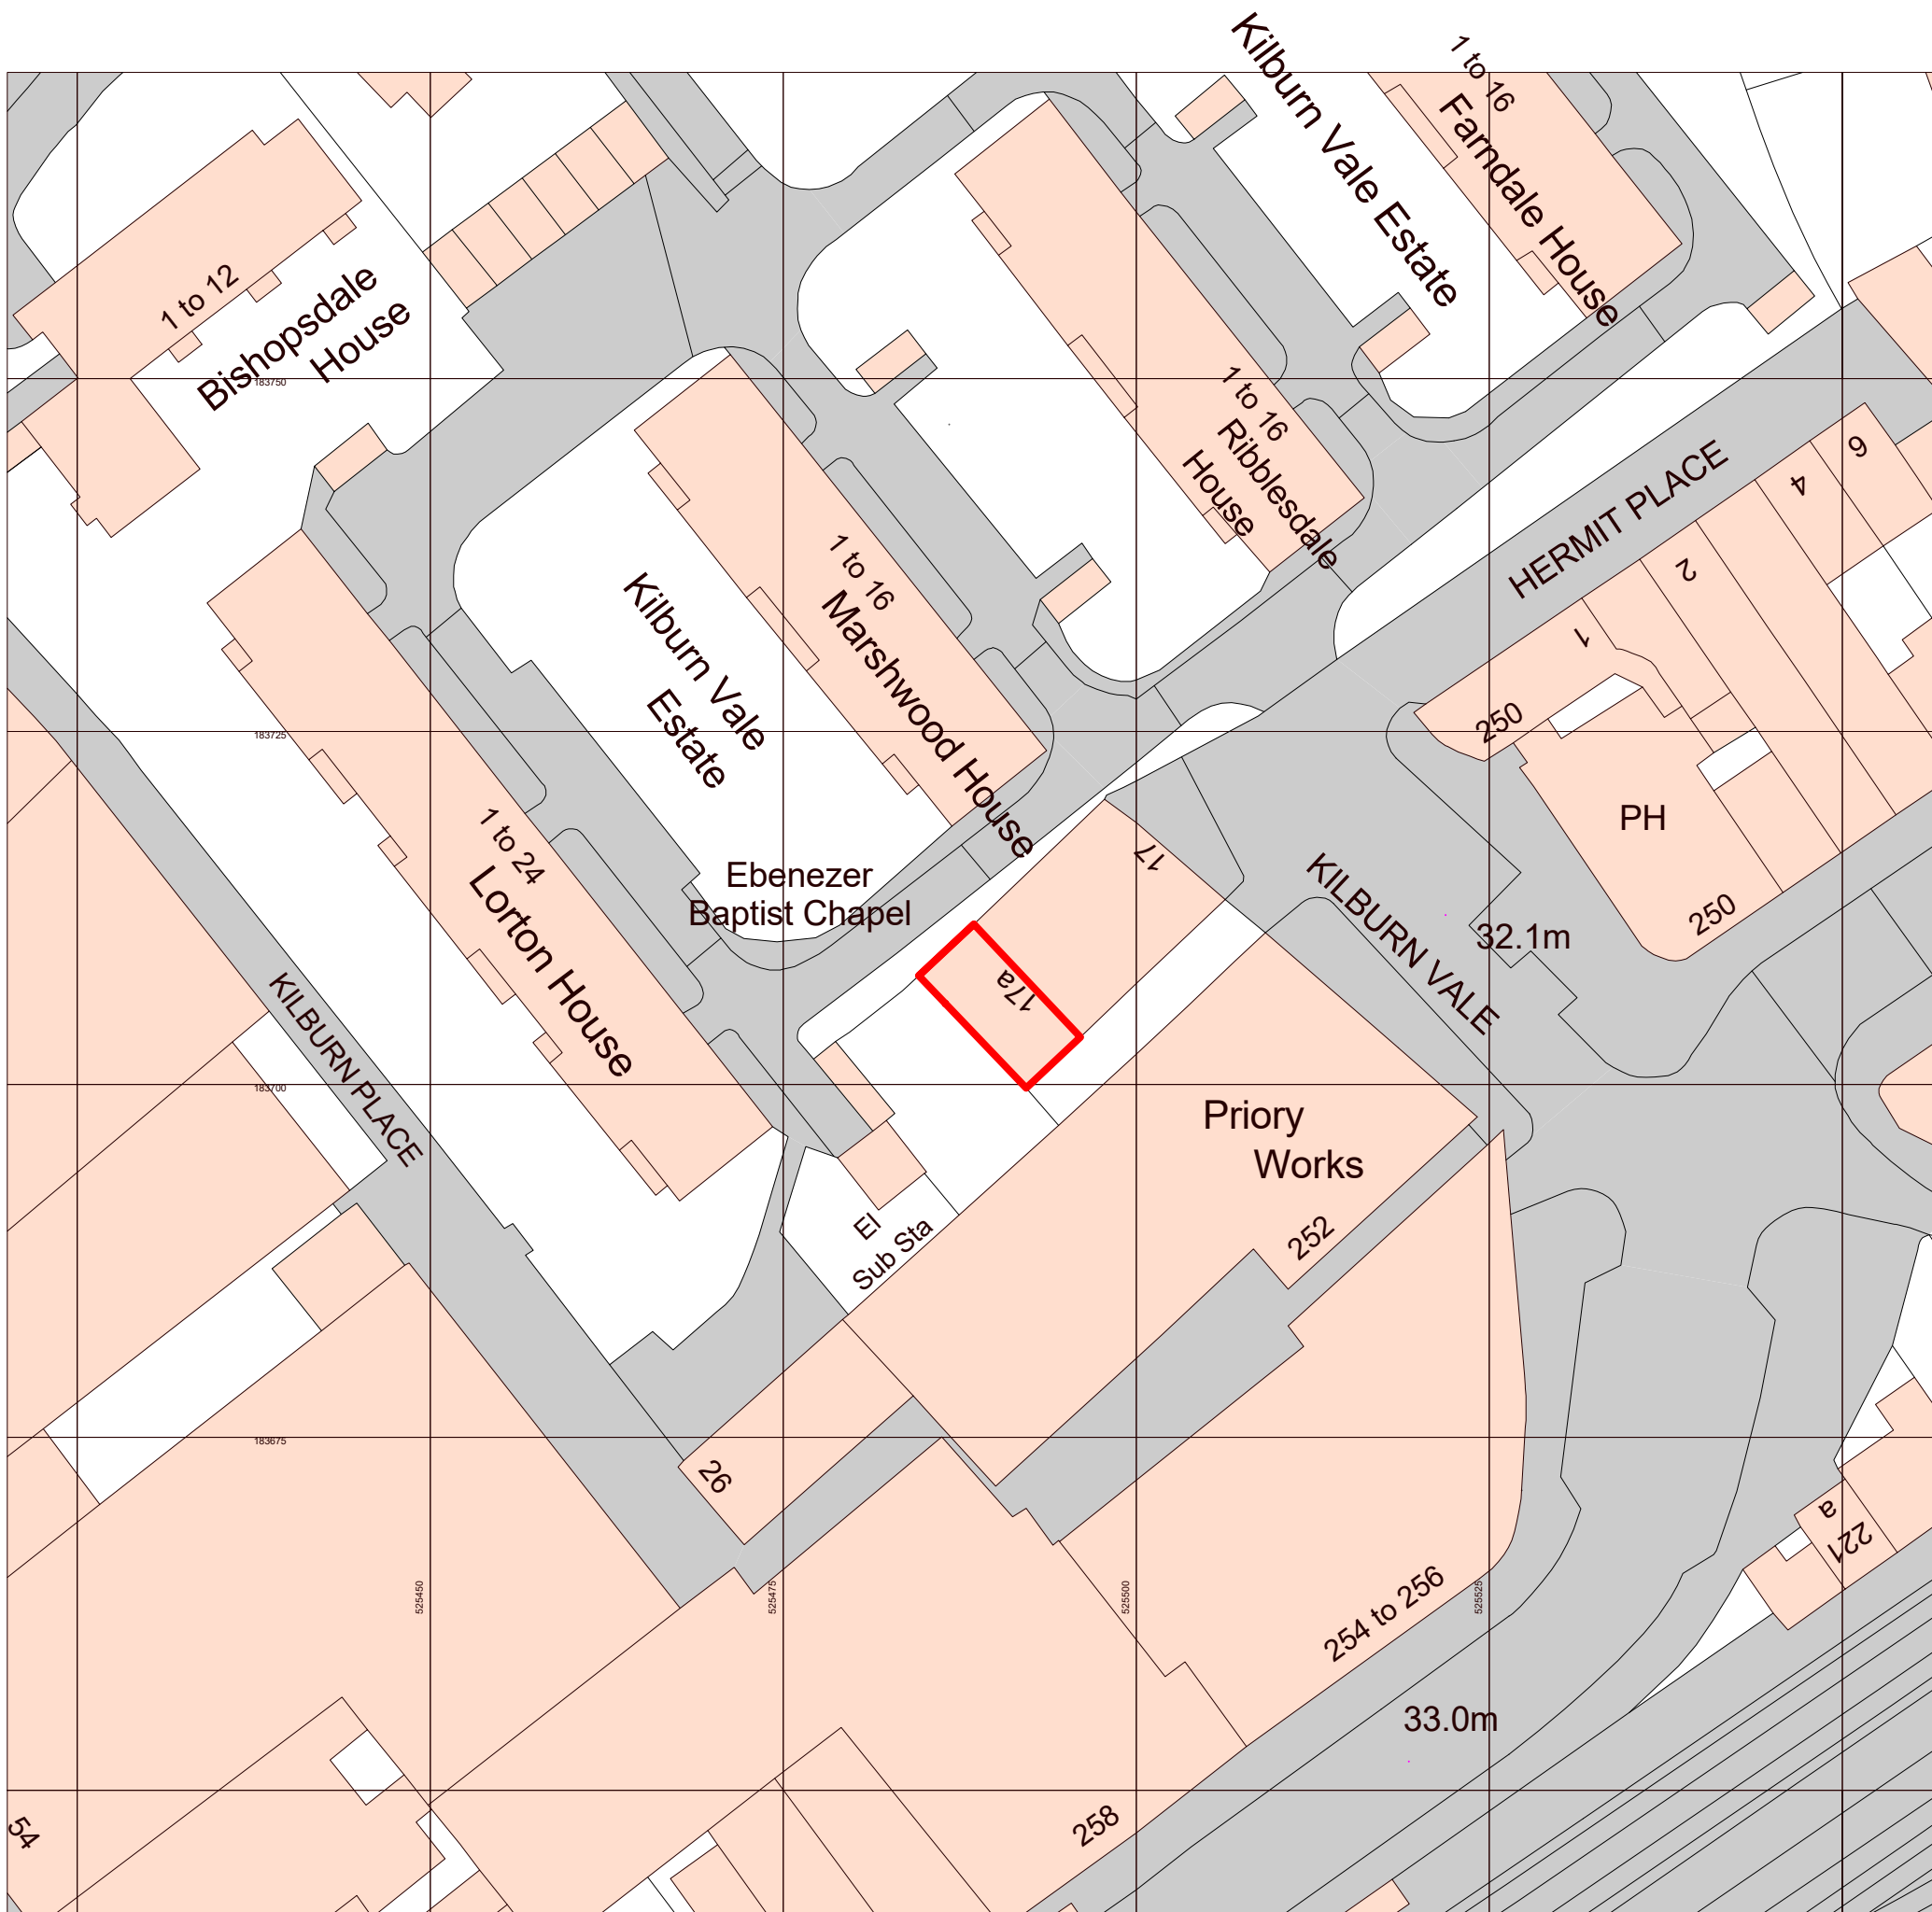 Kilburn Vale Estate
1 to 16
Farndale House
1 to 12
Bishopsdale
House
183750
1 to 16
Ribblesdale
House
HERMIT PLACE
6
4
2
1
250
1 to 16
Marshwood House
Kilburn Vale
Estate
183725
PH
250
1 to 24
Lorton House
Ebenezer
Baptist Chapel
17
KILBURN VALE
32.1m
17a
KILBURN PLACE
183700
Priory
Works
252
El
Sub Sta
183675
26
221
a
525450
525475
525500
525525
254 to 256
33.0m
258
54